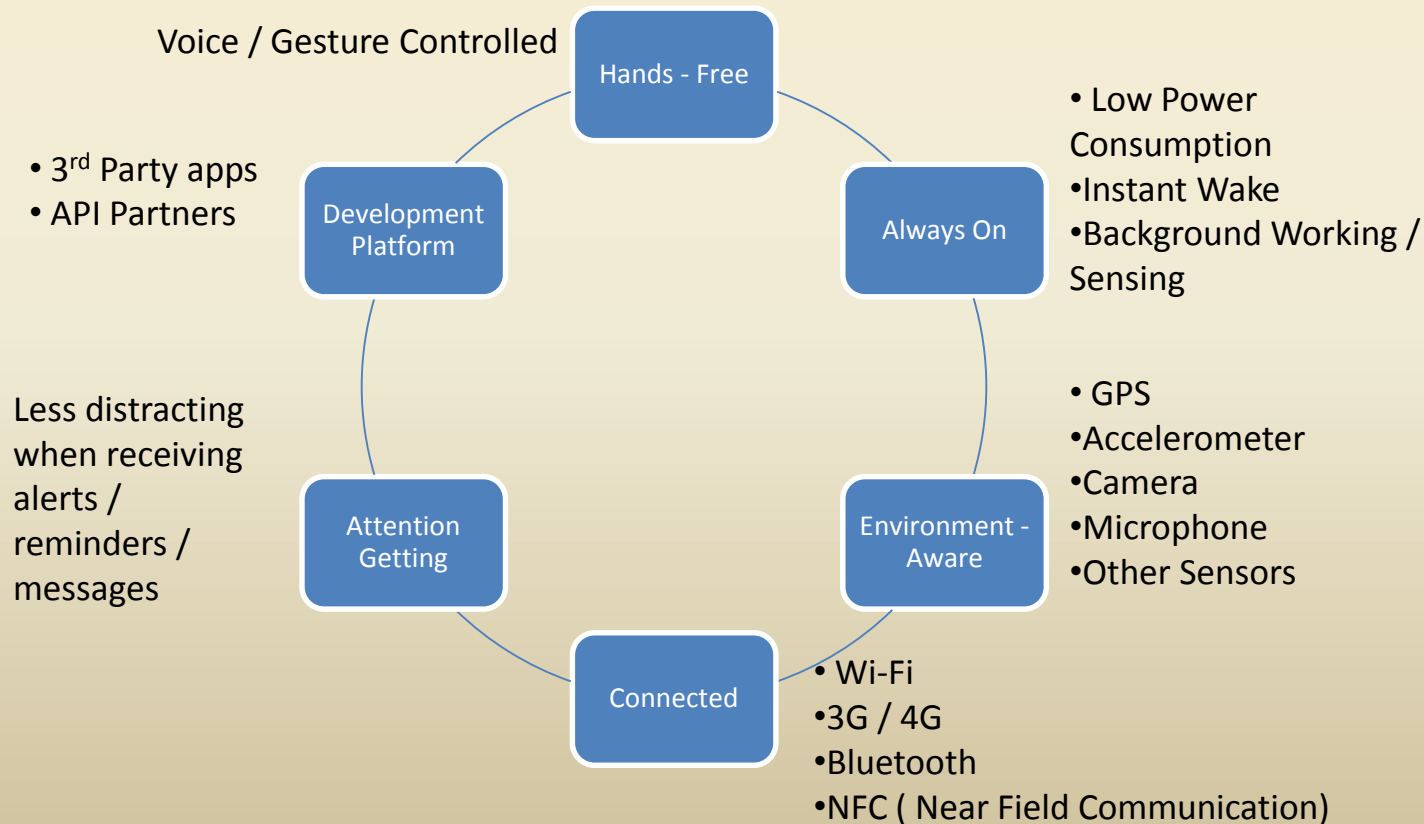 Voice / Gesture Controlled
Hands - Free
• Low Power
Consumption
•Instant Wake
•Background Working /
Sensing
Always On
• GPS
•Accelerometer
•Camera
•Microphone
•Other Sensors
Environment -
Aware
• Wi-Fi
•3G / 4G
•Bluetooth
•NFC ( Near Field Communication)
Connected
Less distracting
when receiving
alerts /
reminders /
messages
Attention
Getting
• 3rd Party apps
• API Partners
Development
Platform